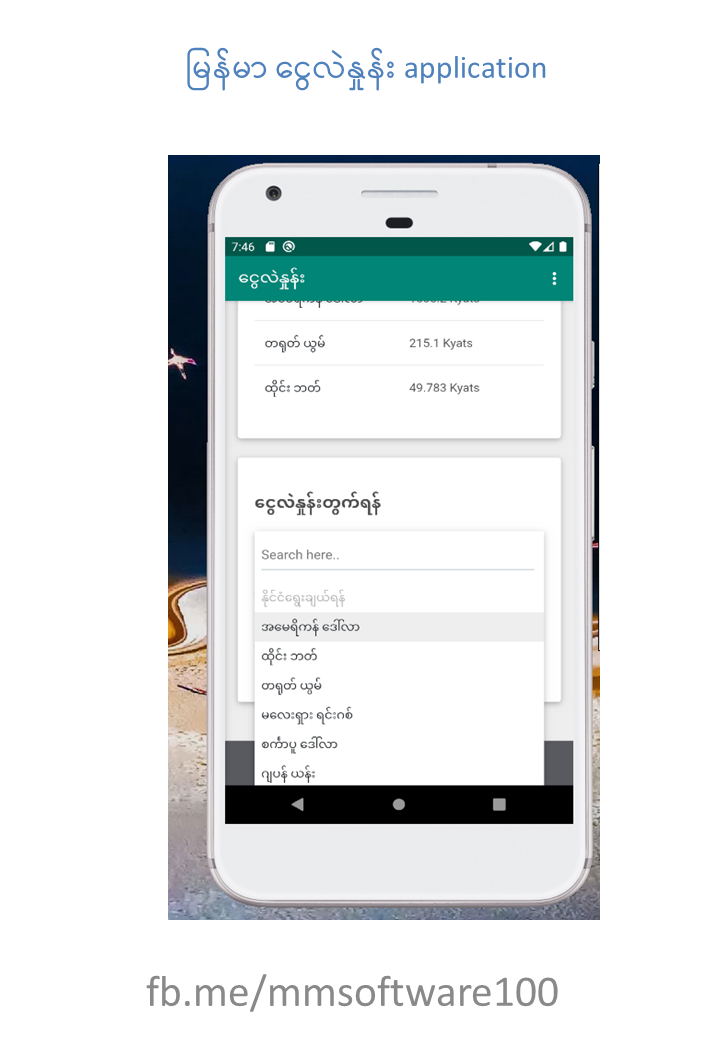 မြန်မာ ငွေလဲနှုန်း application
7:46
ငွေလဲနှုန်း
တရုတ် ယွမ် 215.1 Kyats
ထိုင်း ဘတ် 49.783 Kyats
ငွေလဲနှုန်းတွက်ရန်
Search here..
နိုင်ငံရွေးချယ်ရန်
အမေရိကန် ဒေါ်လာ
ထိုင်း ဘတ်
တရုတ် ယွမ်
မလေးရှား ရင်းဂစ်
စင်္ကာပူ ဒေါ်လာ
ဂျပန် ယန်း
fb.me/mmsoftware100